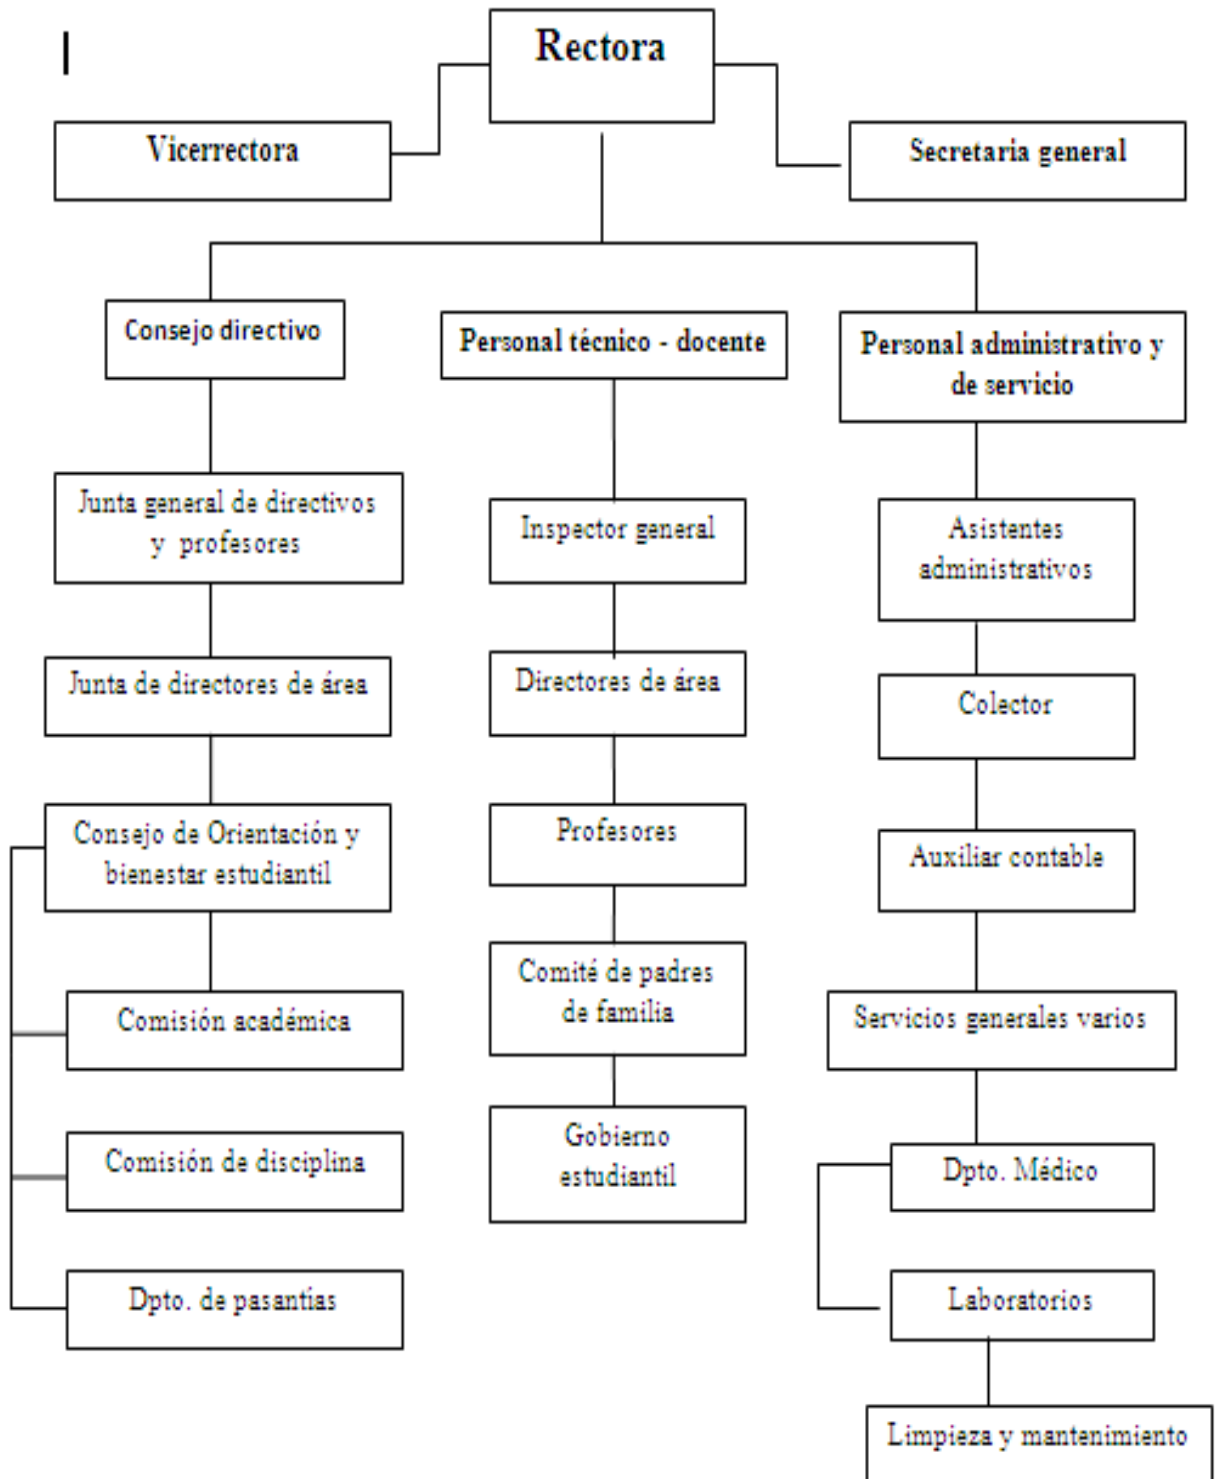 Rectora
Vicerrectora
Secretaria general
Consejo directivo
Personal técnico - docente
Personal administrativo y
de servicio
Junta general de directivos
y profesores
Inspector general
Asistentes
administrativos
Junta de directores de área
Directores de área
Colector
Consejo de Orientación y
bienestar estudiantil
Profesores
Auxiliar contable
Comisión académica
Comité de padres
de familia
Servicios generales varios
Comisión de disciplina
Gobierno
estudiantil
Dpto. Médico
Dpto. de pasantías
Laboratorios
Limpieza y mantenimiento